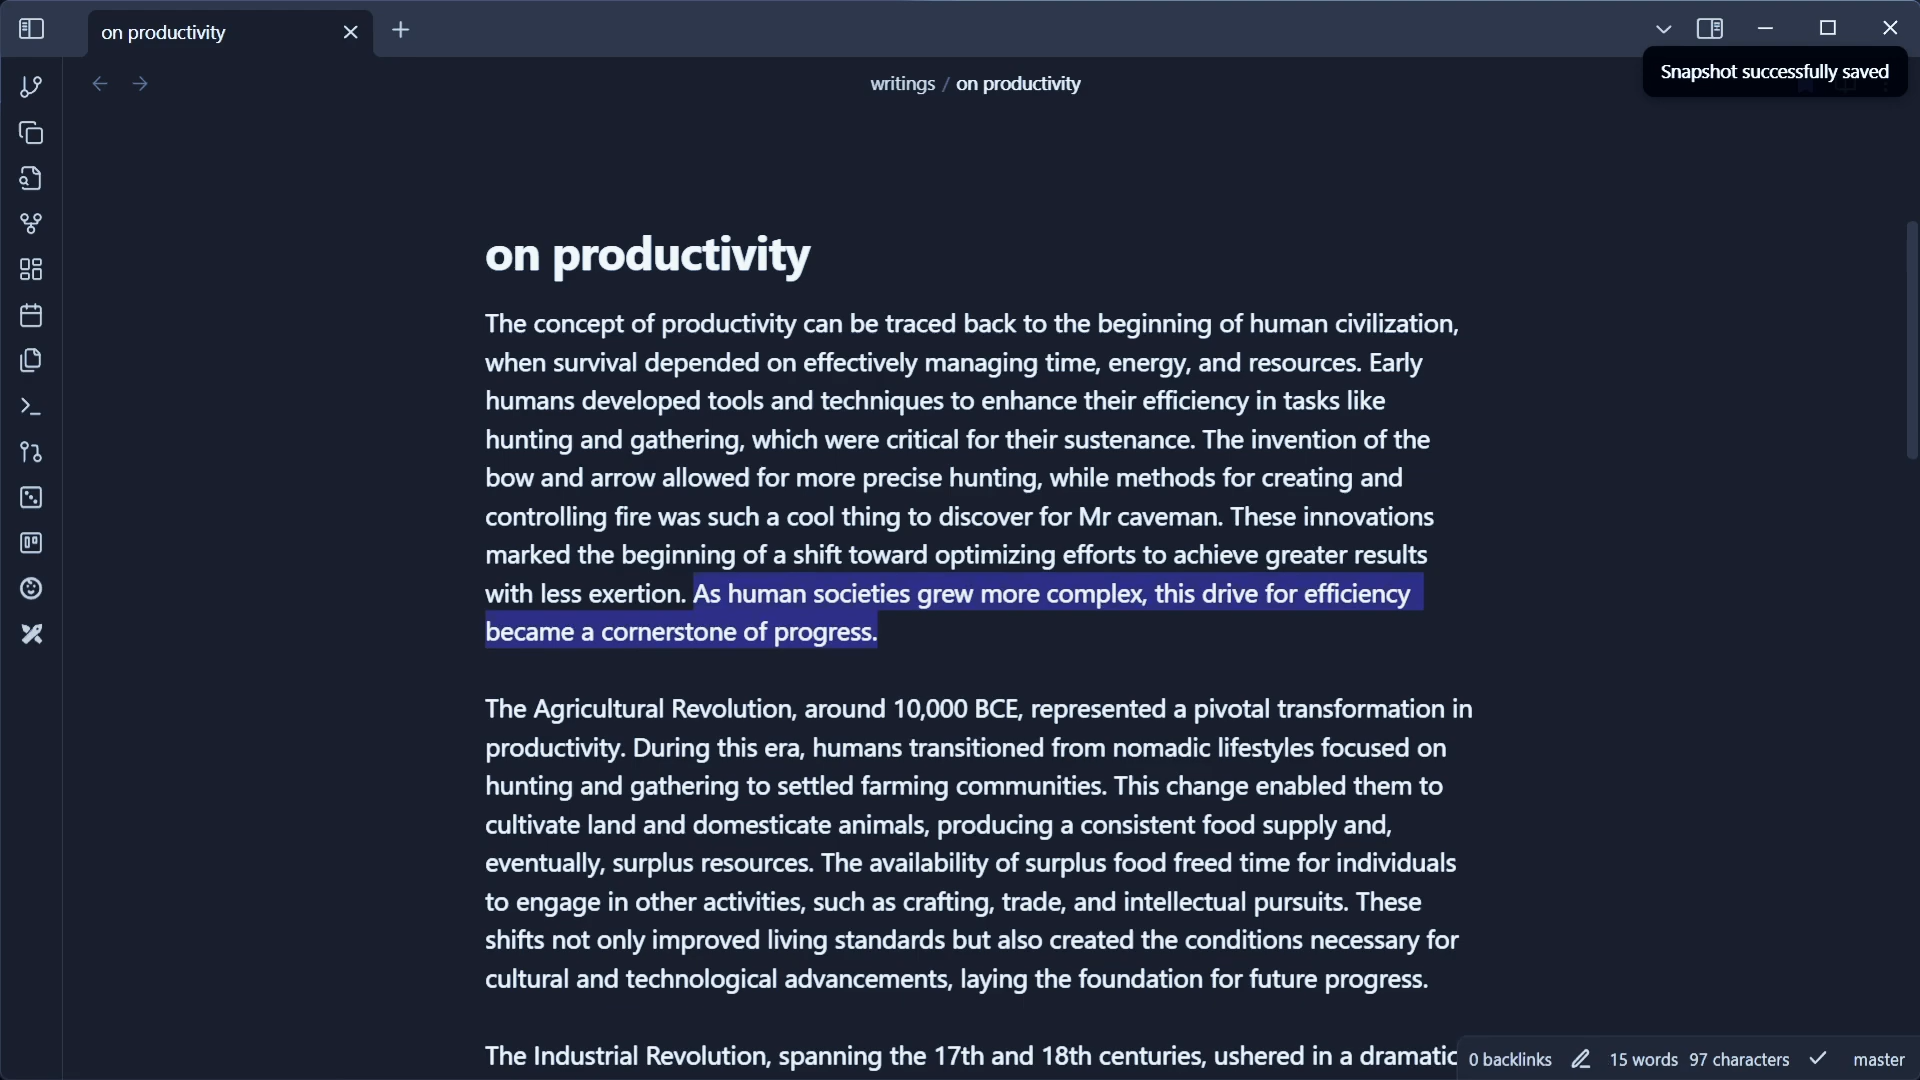 on productivity
Snapshot successfully saved
writings / on productivity
on productivity
The concept of productivity can be traced back to the beginning of human civilization,
when survival depended on effectively managing time, energy, and resources. Early
humans developed tools and techniques to enhance their efficiency in tasks like
hunting and gathering, which were critical for their sustenance. The invention of the
bow and arrow allowed for more precise hunting, while methods for creating and
controlling fire was such a cool thing to discover for Mr caveman. These innovations
marked the beginning of a shift toward optimizing efforts to achieve greater results
with less exertion. As human societies grew more complex, this drive for efficiency
became a cornerstone of progress.
The Agricultural Revolution, around 10,000 BCE, represented a pivotal transformation in
productivity. During this era, humans transitioned from nomadic lifestyles focused on
hunting and gathering to settled farming communities. This change enabled them to
cultivate land and domesticate animals, producing a consistent food supply and,
eventually, surplus resources. The availability of surplus food freed time for individuals
to engage in other activities, such as crafting, trade, and intellectual pursuits. These
shifts not only improved living standards but also created the conditions necessary for
cultural and technological advancements, laying the foundation for future progress.
The Industrial Revolution, spanning the 17th and 18th centuries, ushered in a dramatic
0 backlinks 15 words 97 characters master